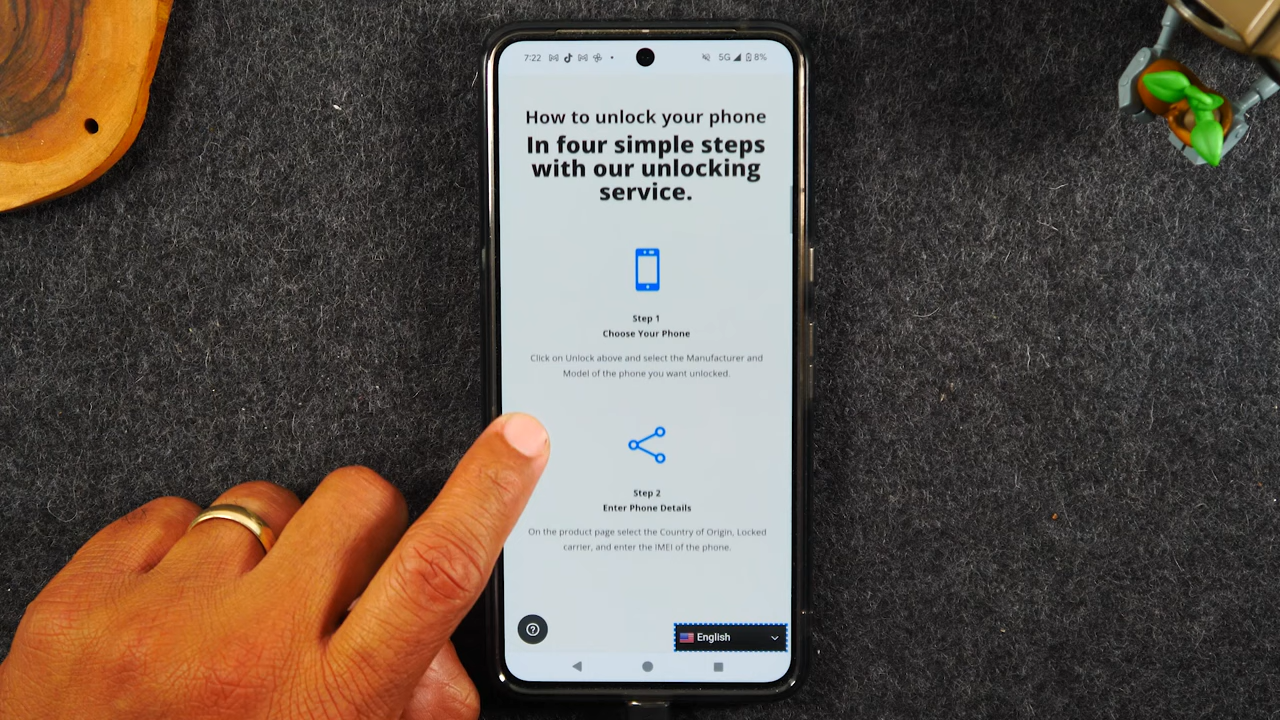 7:22 5G 8%
How to unlock your phone
In four simple steps
with our unlocking
service.
Step 1
Choose Your Phone
Click on Unlock above and select the Manufacturer and
Model of the phone you want unlocked.
Step 2
Enter Phone Details
On the product page select the Country of Origin, Locked
carrier, and enter the IMEI of the phone.
English